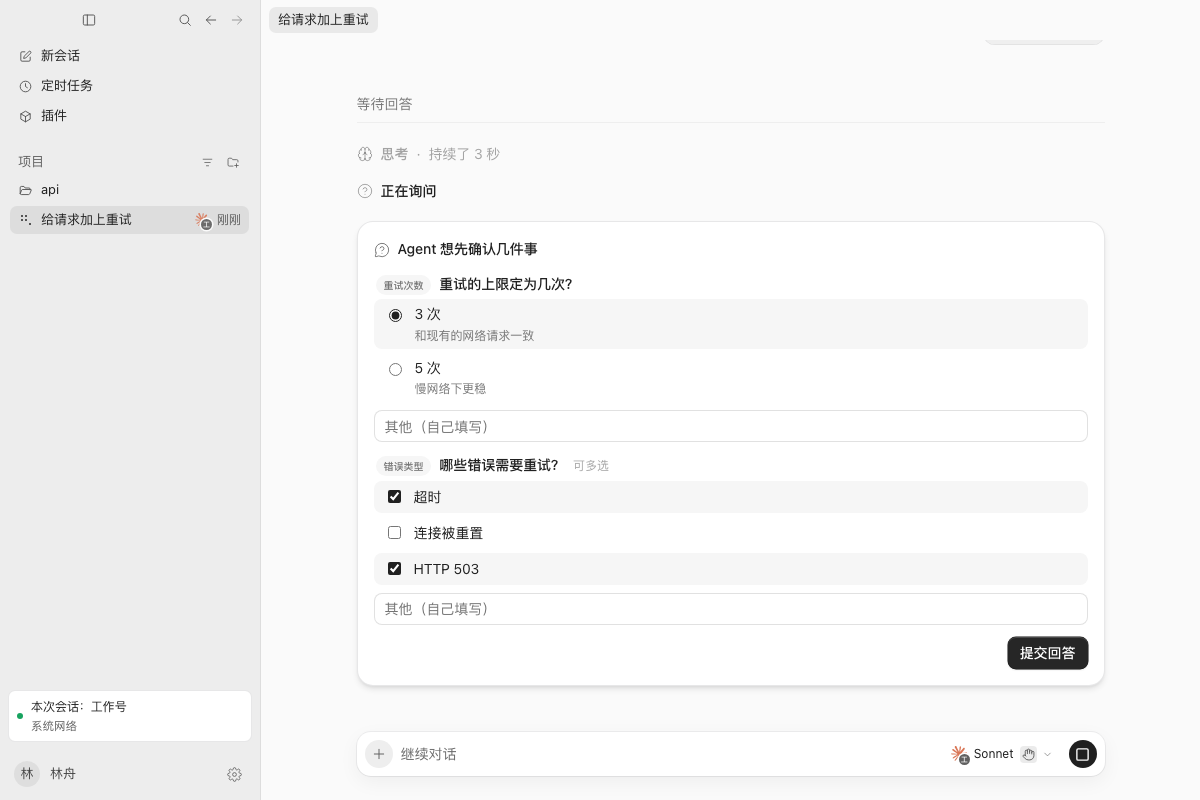 给请求加上重试
新会话
定时任务
插件
项目
api
给请求加上重试 工 刚刚
本次会话：工作号
系统网络
林 林舟
等待回答
思考 · 持续了 3 秒
正在询问
Agent 想先确认几件事
重试次数 重试的上限定为几次？
3 次
和现有的网络请求一致
5 次
慢网络下更稳
其他（自己填写）
错误类型 哪些错误需要重试？ 可多选
超时
连接被重置
HTTP 503
其他（自己填写）
提交回答
继续对话
工 Sonnet